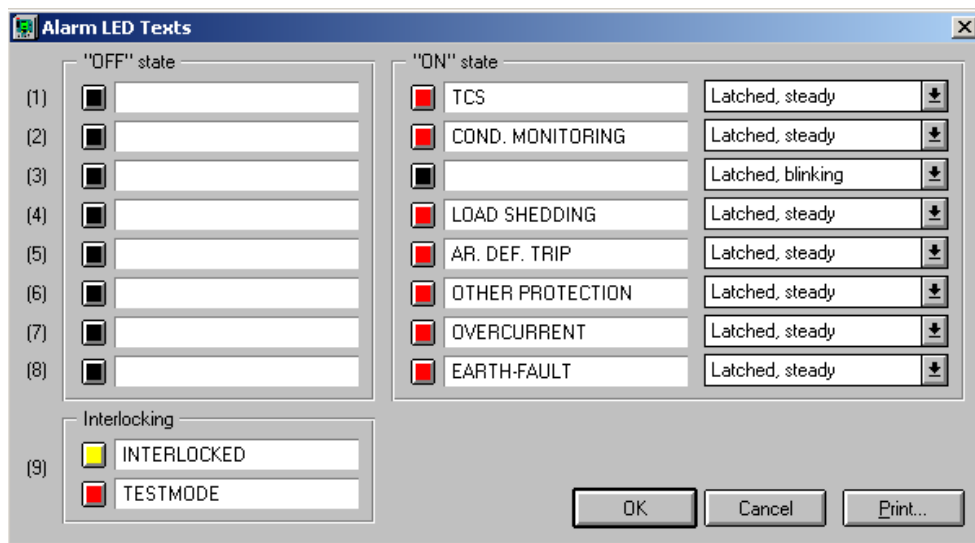 Alarm LED Texts
"OFF" state "ON" state
(1) TCS Latched, steady
(2) COND. MONITORING Latched, steady
(3) Latched, blinking
(4) LOAD SHEDDING Latched, steady
(5) AR. DEF. TRIP Latched, steady
(6) OTHER PROTECTION Latched, steady
(7) OVERCURRENT Latched, steady
(8) EARTH-FAULT Latched, steady
Interlocking
(9) INTERLOCKED
TESTMODE
OK Cancel Print...